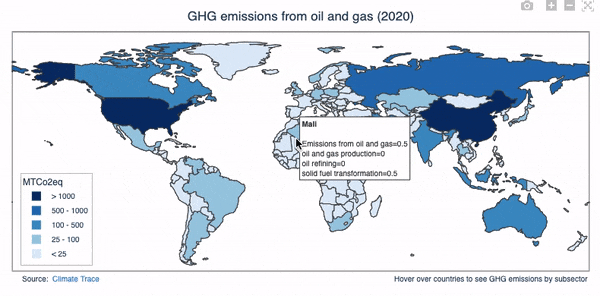 GHG emissions from oil and gas (2020)
Mali
Emissions from oil and gas=0.5
oil and gas production=0
oil refining=0
solid fuel transformation=0.5
MTCo2eq
> 1000
500 - 1000
100 - 500
25 - 100
< 25
Source: Climate Trace
Hover over countries to see GHG emissions by subsector